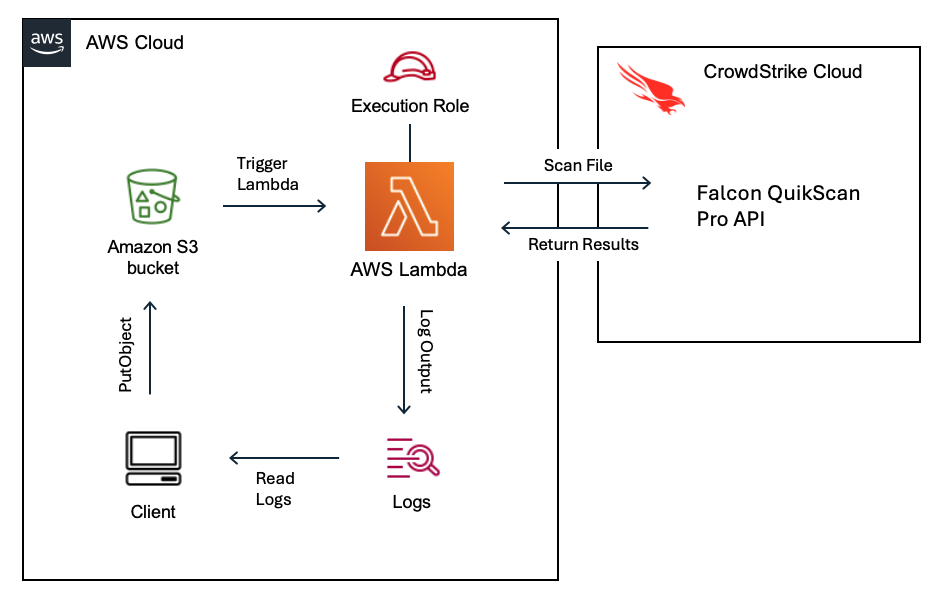 aws
AWS Cloud
Execution Role
CrowdStrike Cloud
Trigger
Lambda
Scan File
Falcon QuikScan
Pro API
Amazon S3
bucket
Return Results
AWS Lambda
PutObject
Log Output
Read
Logs
Logs
Client